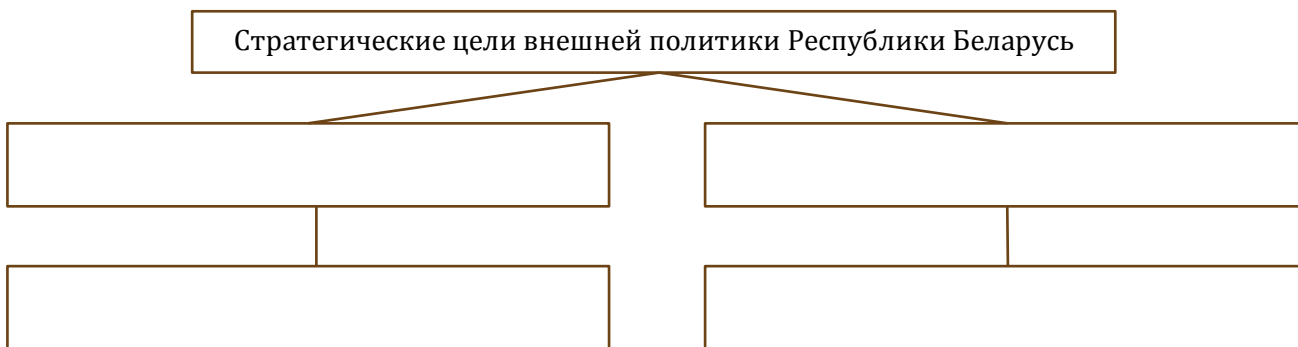 Стратегические цели внешней политики Республики Беларусь